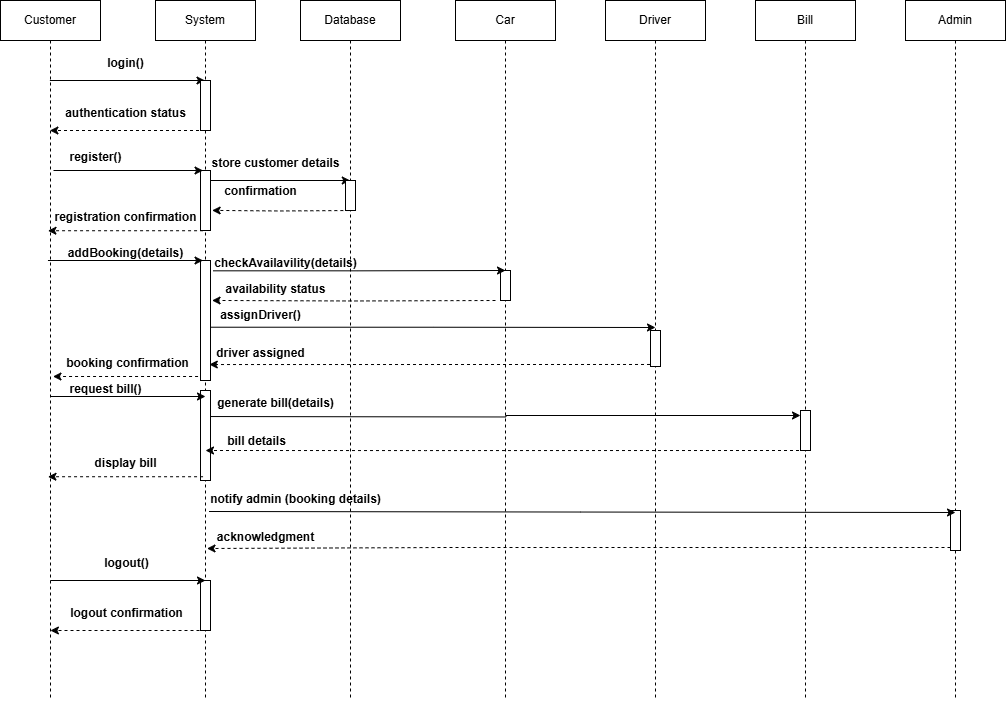 Customer
System
Database
Car
Driver
Bill
Admin
login()
authentication status
register()
store customer details
confirmation
registration confirmation
addBooking(details)
checkAvailavility(details)
availability status
assignDriver()
driver assigned
booking confirmation
request bill()
generate bill(details)
bill details
display bill
notify admin (booking details)
acknowledgment
logout()
logout confirmation